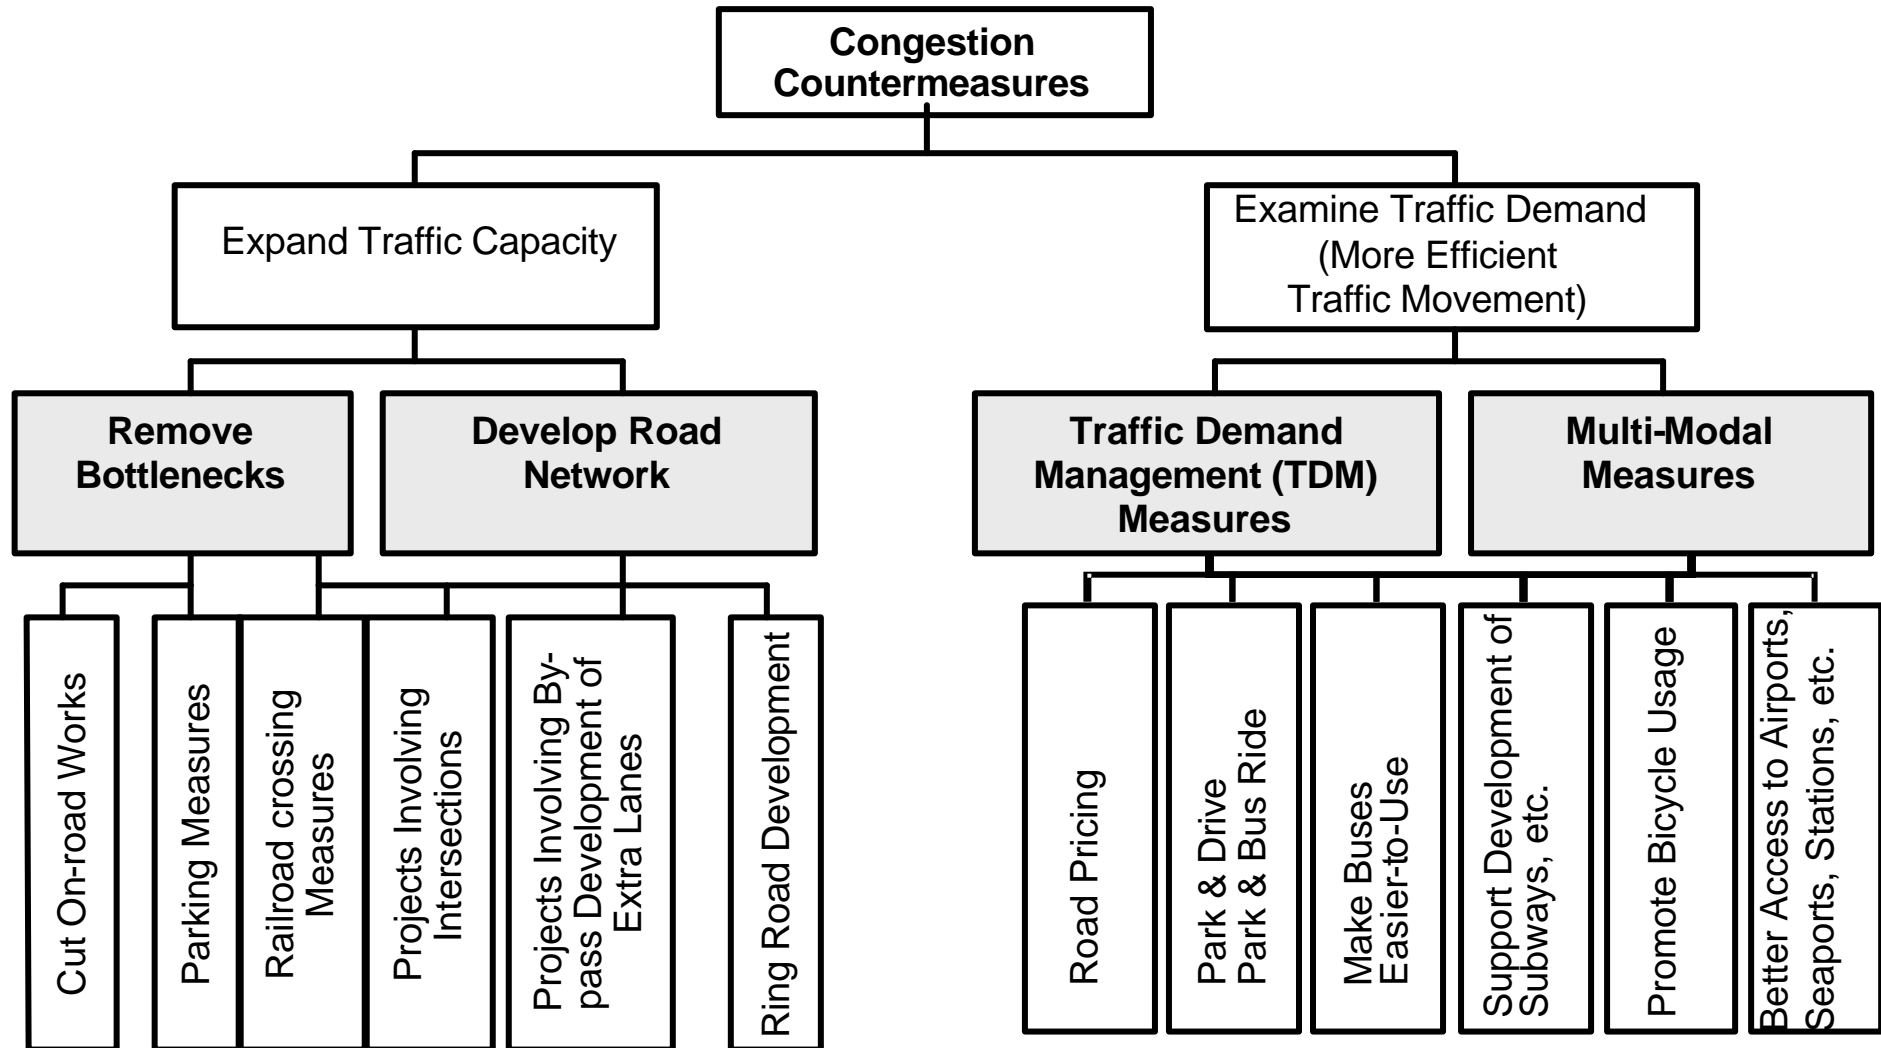 Congestion
Countermeasures
Expand Traffic Capacity
Examine Traffic Demand
(More Efficient
Traffic Movement)
Remove
Bottlenecks
Develop Road
Network
Traffic Demand
Management (TDM)
Measures
Multi-Modal
Measures
Cut On-road Works
Parking Measures
Railroad crossing
Measures
Projects Involving
Intersections
Projects Involving By-
pass Development of
Extra Lanes
Ring Road Development
Road Pricing
Park & Drive
Park & Bus Ride
Make Buses
Easier-to-Use
Support Development of
Subways, etc.
Promote Bicycle Usage
Better Access to Airports,
Seaports, Stations, etc.